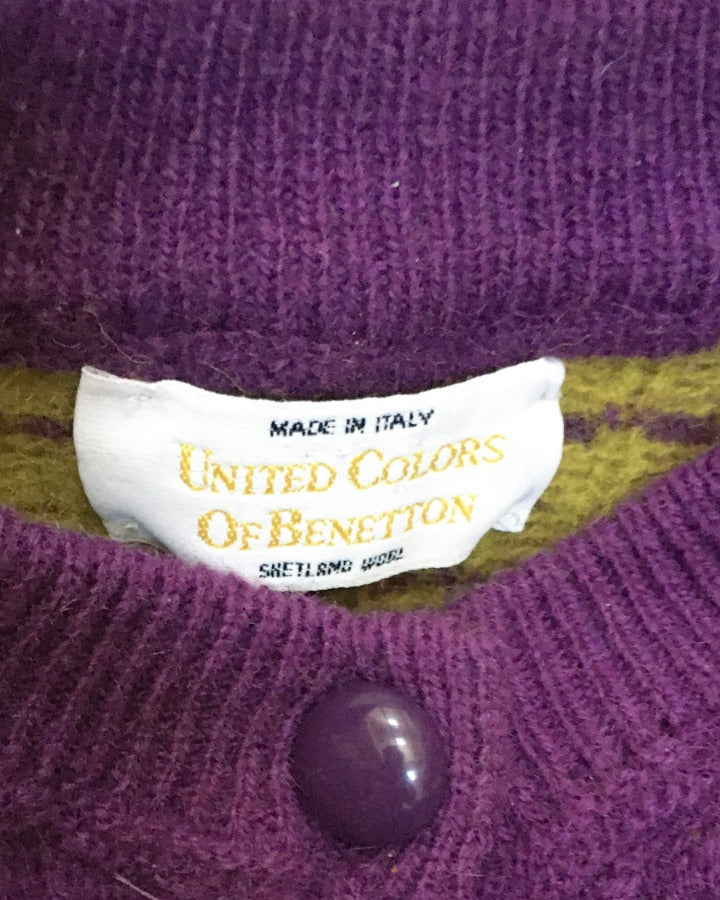 MADE IN ITALY
UNITED COLORS
OF BENETTON
SHETLAND WOOL